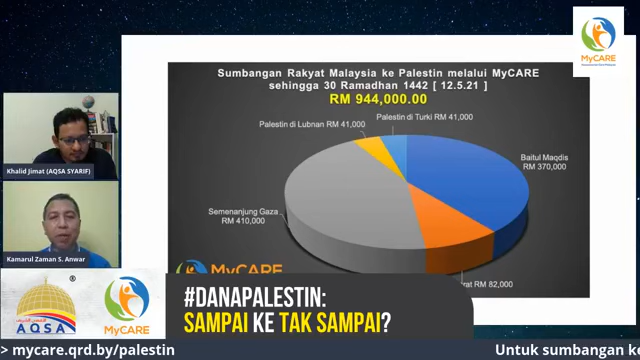 MyCARE
Sumbangan Rakyat Malaysia ke Palestin melalui MyCARE
sehingga 30 Ramadhan 1442 [ 12.5.21 ]
RM 944,000.00
Palestin di Turki RM 41,000
Palestin di Lubnan RM 41,000
Baitul Maqdis
RM 370,000
Semenanjung Gaza
RM 410,000
rat RM 82,000
MyCARE
Khalid Jimat (AQSA SYARIF)
Kamarul Zaman S. Anwar
AQSA
MyCARE
#DANAPALESTIN:
SAMPAI KE TAK SAMPAI?
> mycare.qrd.by/palestin
Untuk sumbangan ke